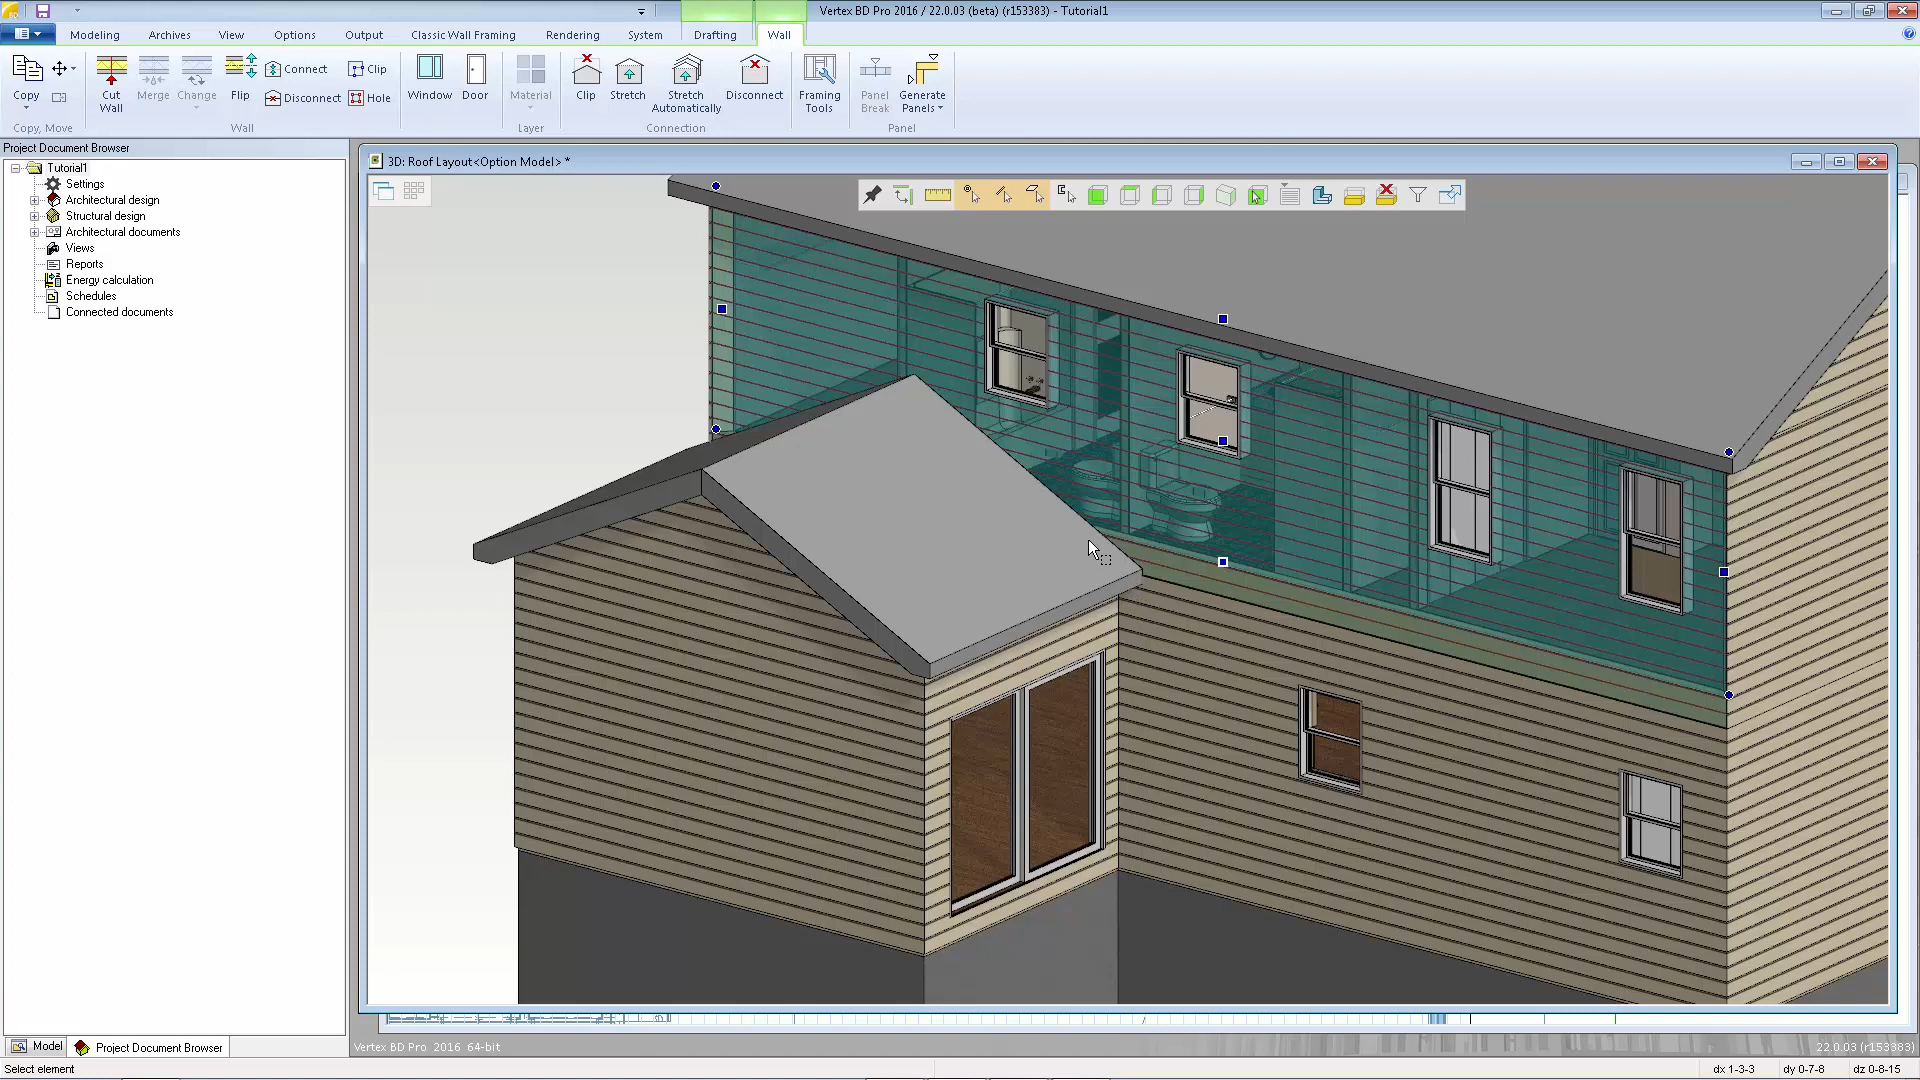 Vertex BD Pro 2016 / 22.0.03 (beta) (r153383) - Tutorial1
Modeling Archives View Options Output Classic Wall Framing Rendering System Drafting Wall
Copy
Cut Wall
Merge
Change
Flip
Connect
Disconnect
Clip
Hole
Window
Door
Material
Clip
Stretch
Stretch Automatically
Disconnect
Framing Tools
Panel Break
Generate Panels
Copy, Move Wall Layer Connection Panel
Project Document Browser
Tutorial1
Settings
Architectural design
Structural design
Architectural documents
Views
Reports
Energy calculation
Schedules
Connected documents
3D: Roof Layout<Option Model> *
Model Project Document Browser
Vertex BD Pro 2016 64-bit
22.0.03 (r153383)
Select element
dx 1-3-3 dy 0-7-8 dz 0-8-15